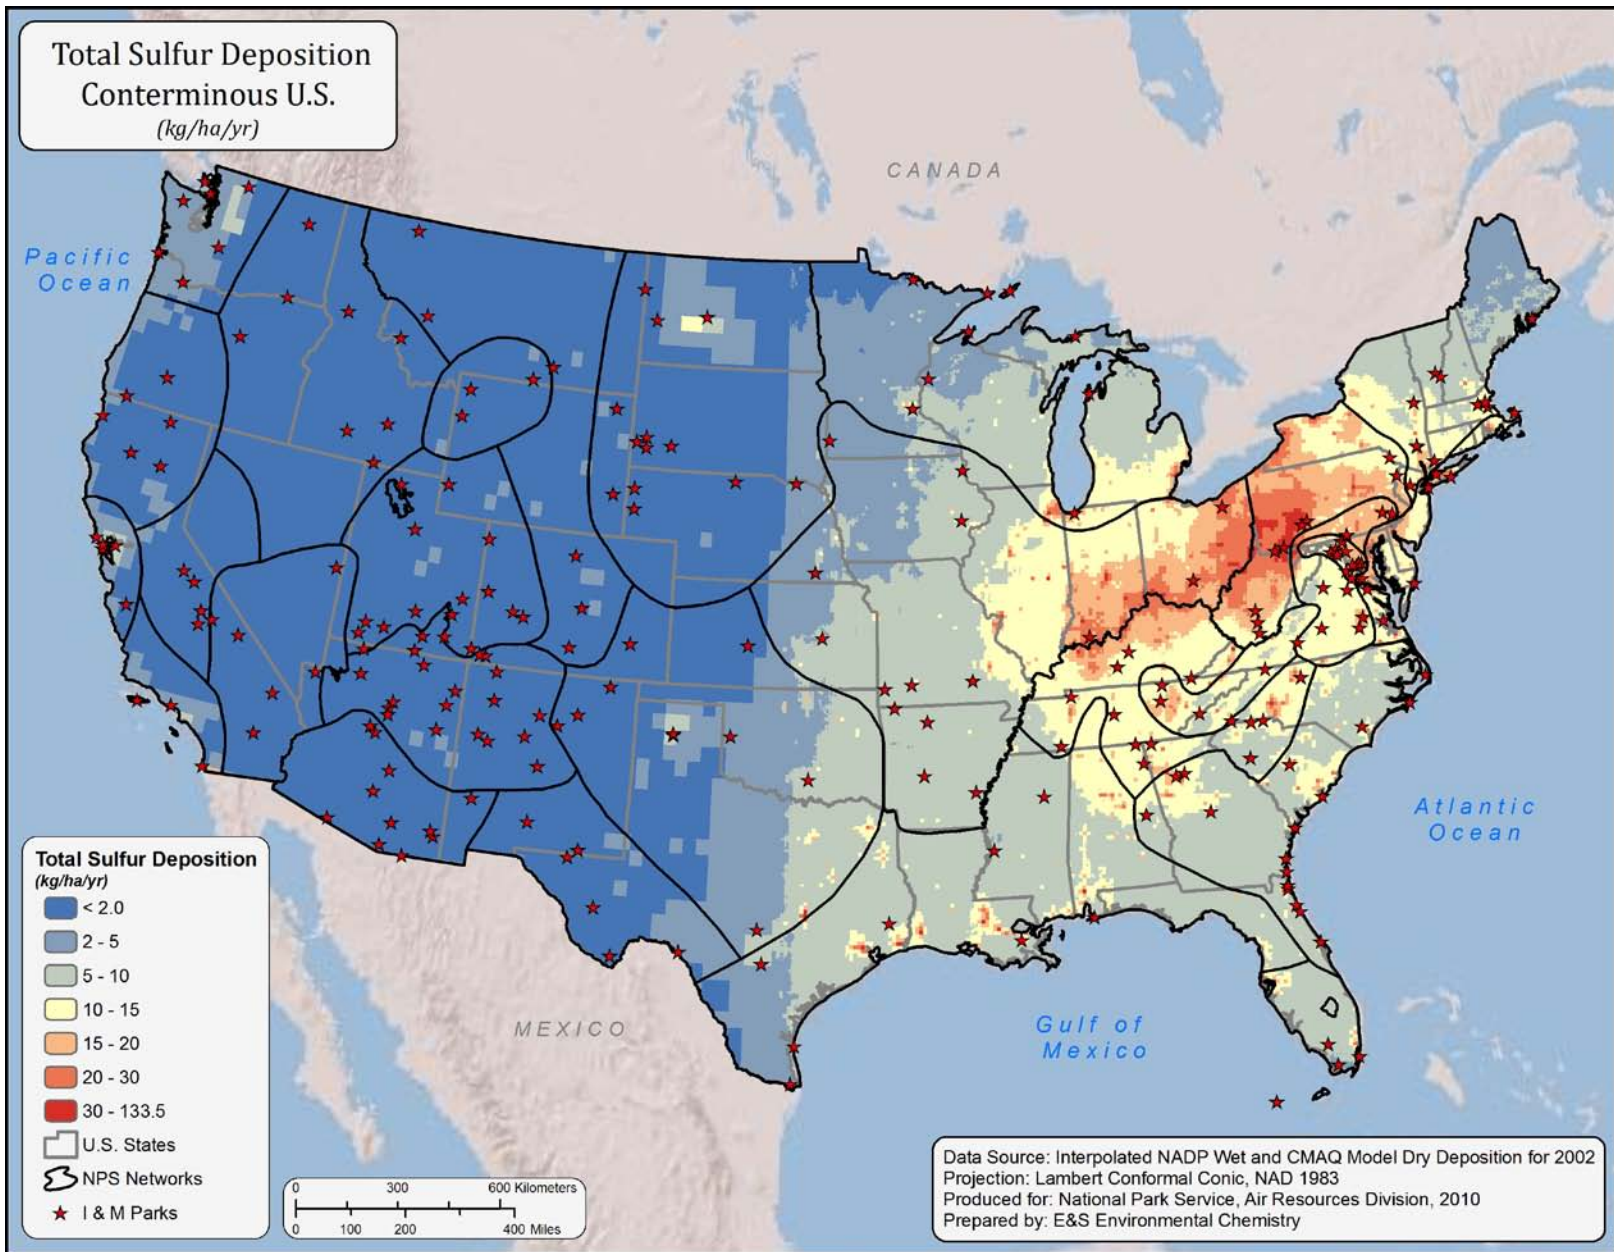 Total Sulfur Deposition
Conterminous U.S.
(kg/ha/yr)
CANADA
Pacific
Ocean
Atlantic
Ocean
Gulf of
Mexico
MEXICO
Total Sulfur Deposition
(kg/ha/yr)
< 2.0
2 - 5
5 - 10
10 - 15
15 - 20
20 - 30
30 - 133.5
U.S. States
NPS Networks
I & M Parks
0 300 600 Kilometers
0 100 200 400 Miles
Data Source: Interpolated NADP Wet and CMAQ Model Dry Deposition for 2002
Projection: Lambert Conformal Conic, NAD 1983
Produced for: National Park Service, Air Resources Division, 2010
Prepared by: E&S Environmental Chemistry